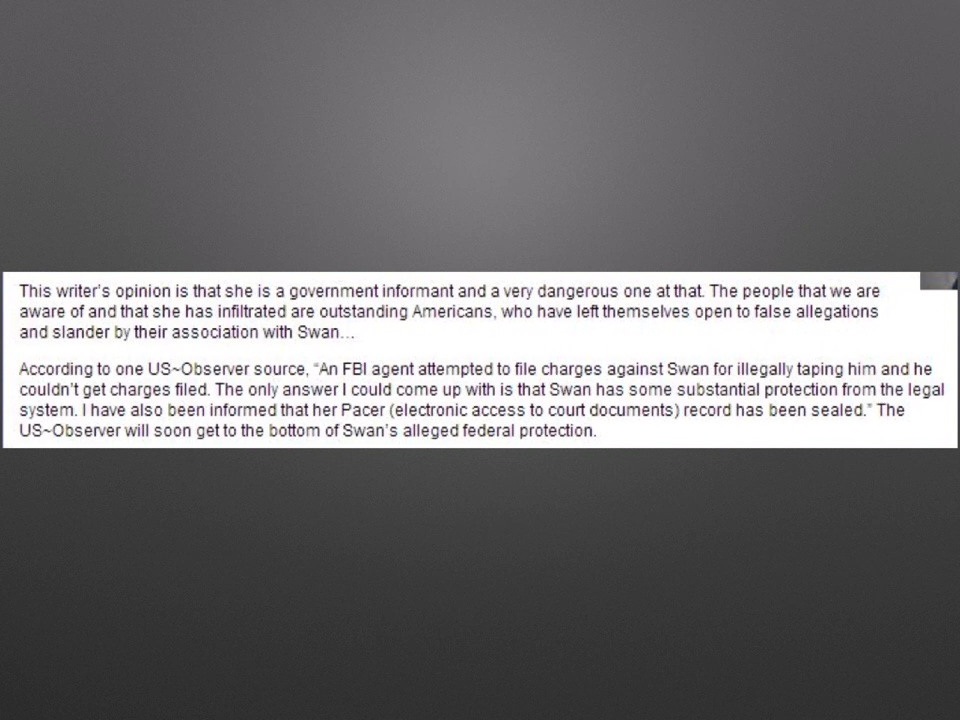 This writer's opinion is that she is a government informant and a very dangerous one at that. The people that we are
aware of and that she has infiltrated are outstanding Americans, who have left themselves open to false allegations
and slander by their association with Swan…
According to one US~Observer source, “An FBI agent attempted to file charges against Swan for illegally taping him and he
couldn't get charges filed. The only answer I could come up with is that Swan has some substantial protection from the legal
system. I have also been informed that her Pacer (electronic access to court documents) record has been sealed.” The
US~Observer will soon get to the bottom of Swan's alleged federal protection.